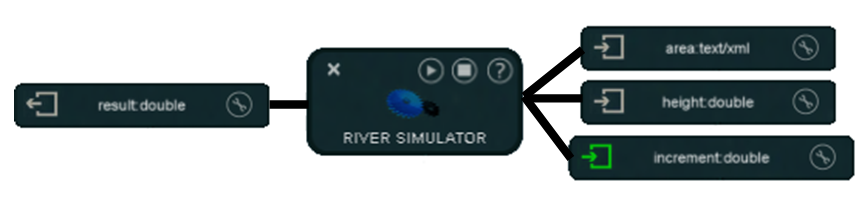 result:double
RIVER SIMULATOR
area:text/xml
height:double
increment:double